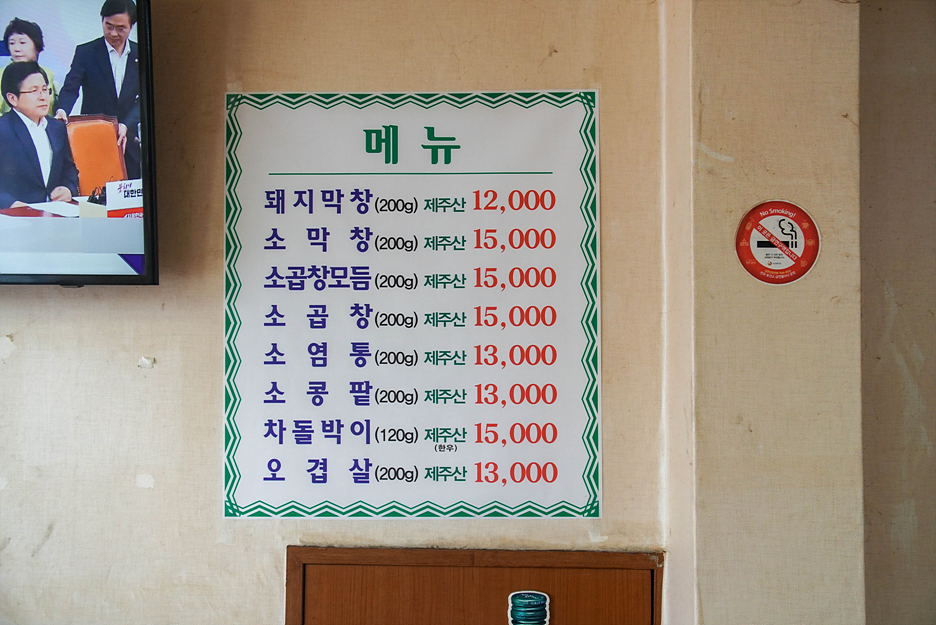 메뉴
돼지막창(200g) 제주산 12,000
소막창(200g) 제주산 15,000
소곱창모듬(200g) 제주산 15,000
소곱창(200g) 제주산 15,000
소염통(200g) 제주산 13,000
소콩팥(200g) 제주산 13,000
차돌박이(120g) 제주산 15,000
(한우)
오겹살(200g) 제주산 13,000
대한민
No Smoking!